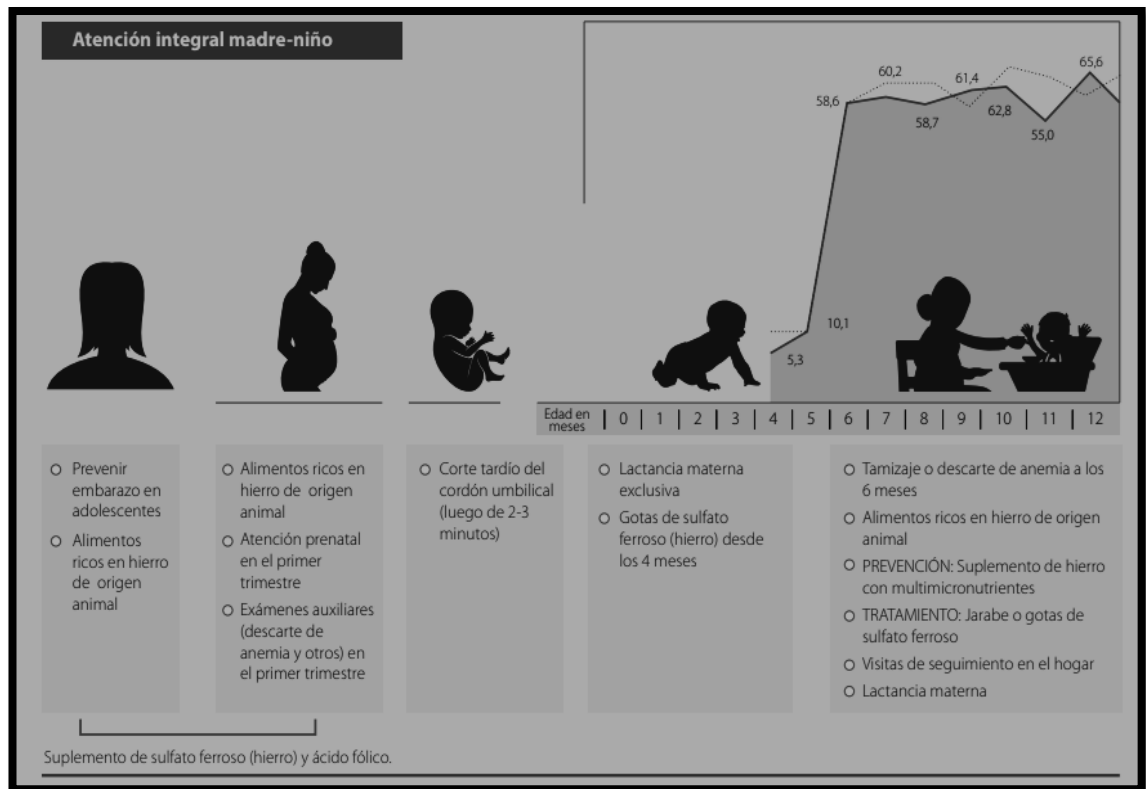 Atención integral madre-niño
65,6
60,2
61,4
58,6
62,8
58,7
55,0
10,1
5,3
Edad en
meses
0 | 1 | 2 | 3 | 4 | 5 | 6 | 7 | 8 | 9 | 10 | 11 | 12
Prevenir
embarazo en
adolescentes
Alimentos
ricos en hierro
de origen
animal
Alimentos ricos en
hierro de origen
animal
Atención prenatal
en el primer
trimestre
Exámenes auxiliares
(descarte de
anemia y otros) en
el primer trimestre
Corte tardío del
cordón umbilical
(luego de 2-3
minutos)
Lactancia materna
exclusiva
Gotas de sulfato
ferroso (hierro) desde
los 4 meses
Tamizaje o descarte de anemia a los
6 meses
Alimentos ricos en hierro de origen
animal
PREVENCIÓN: Suplemento de hierro
con multimicronutrientes
TRATAMIENTO: Jarabe o gotas de
sulfato ferroso
Visitas de seguimiento en el hogar
Lactancia materna
Suplemento de sulfato ferroso (hierro) y ácido fólico.